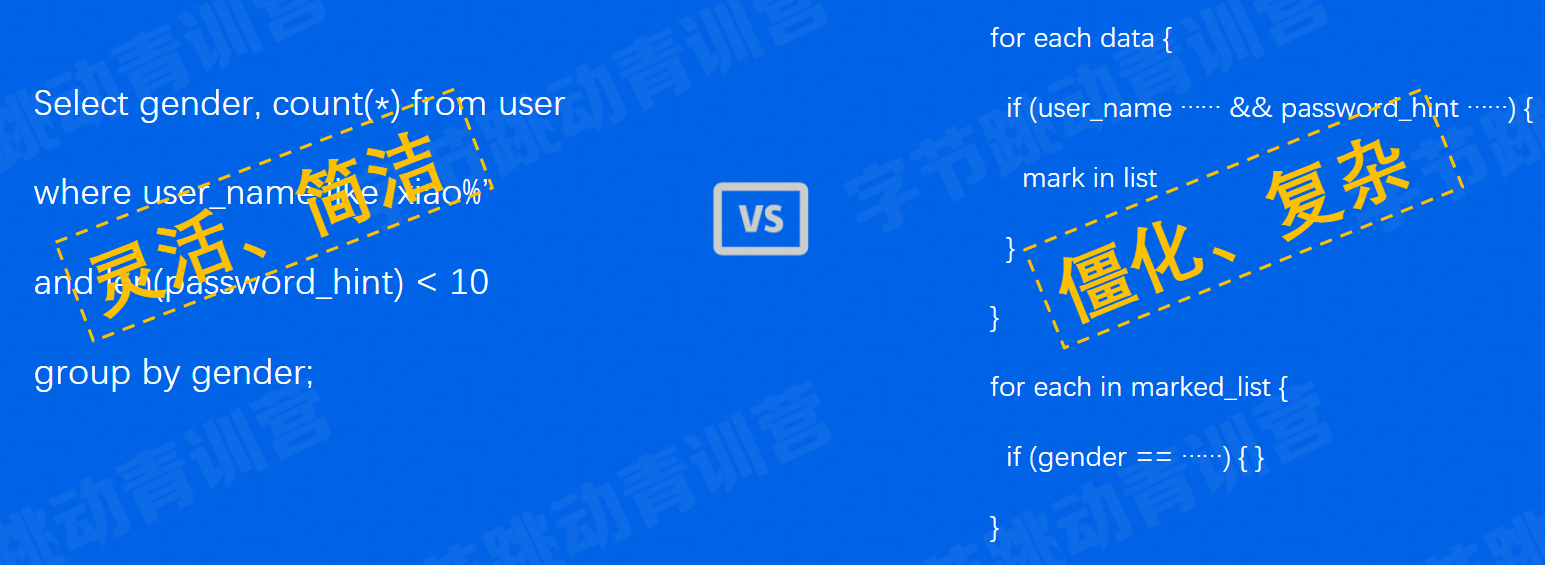 Select gender, count(*) from user
where user_name like 'xiao%'
and len(password_hint) < 10
group by gender;
灵活、简洁
VS
for each data {
if (user_name ······ && password_hint ······) {
mark in list
}
}
for each in marked_list {
if (gender == ······) { }
}
僵化、复杂
字节跳动青训营